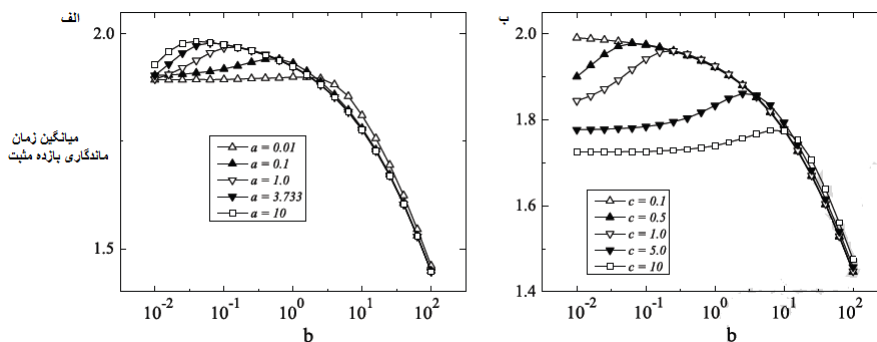 الف
ب
میانگین زمان
ماندگاری بازده مثبت
2.0
1.5
a = 0.01
a = 0.1
a = 1.0
a = 3.733
a = 10
10⁻² 10⁻¹ 10⁰ 10¹ 10²
b
2.0
1.8
1.6
1.4
c = 0.1
c = 0.5
c = 1.0
c = 5.0
c = 10
10⁻² 10⁻¹ 10⁰ 10¹ 10²
b